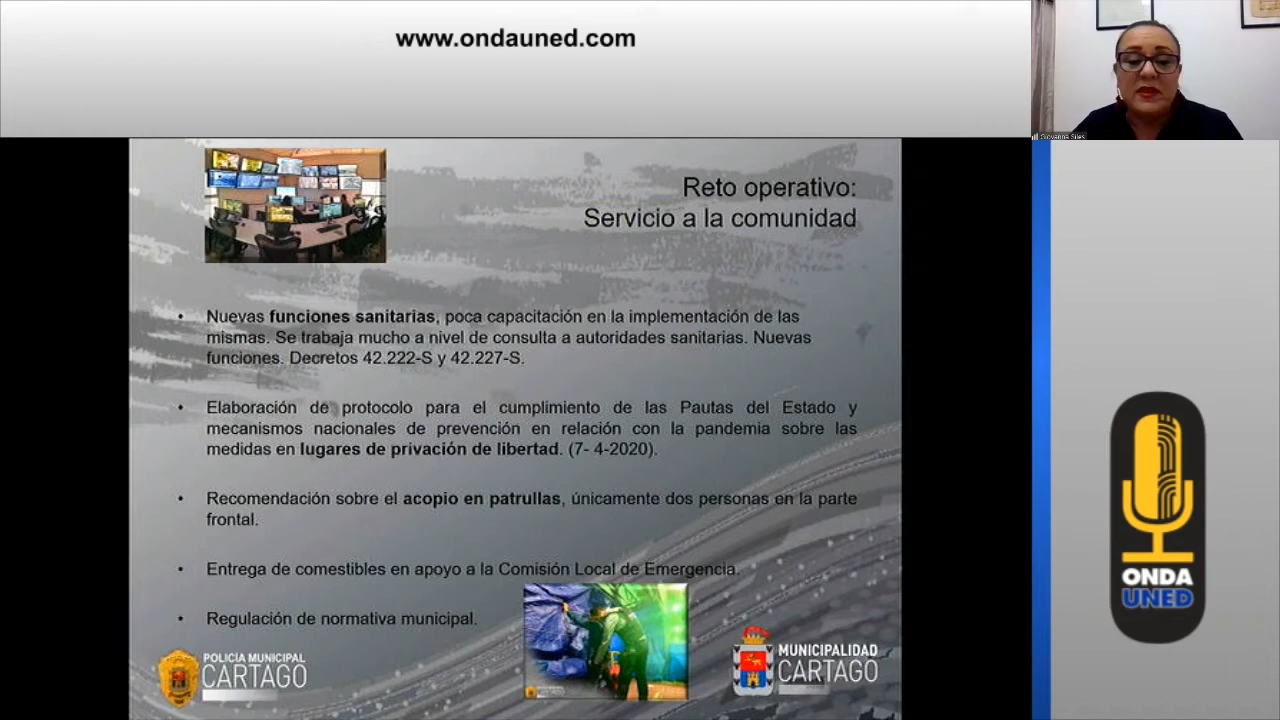 www.ondauned.com
Giovanna Siles
Reto operativo:
Servicio a la comunidad
• Nuevas funciones sanitarias, poca capacitación en la implementación de las
mismas. Se trabaja mucho a nivel de consulta a autoridades sanitarias. Nuevas
funciones. Decretos 42.222-S y 42.227-S.
• Elaboración de protocolo para el cumplimiento de las Pautas del Estado y
mecanismos nacionales de prevención en relación con la pandemia sobre las
medidas en lugares de privación de libertad. (7- 4-2020).
• Recomendación sobre el acopio en patrullas, únicamente dos personas en la parte
frontal.
• Entrega de comestibles en apoyo a la Comisión Local de Emergencia.
• Regulación de normativa municipal.
POLICÍA MUNICIPAL
CARTAGO
MUNICIPALIDAD
CARTAGO
ONDA
UNED